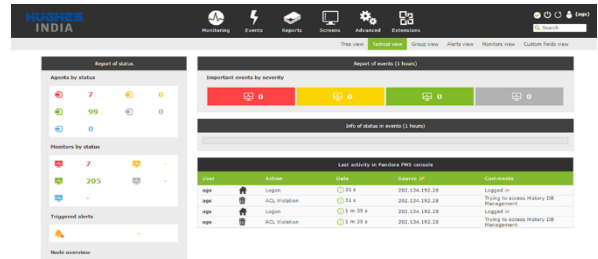 HUGHES
INDIA
Monitoring Events Reports Screens Advanced Extensions
(ags)
Search
Tree view Tactical view Group view Alerts view Monitors view Custom fields view
Report of status
Agents by status
7 0
99 0
0
Monitors by status
7 -
205 -
-
Triggered alerts
-
Node overview
Report of events (1 hours)
Important events by severity
0 0 0 0
Info of status in events (1 hours)
Last activity in Pandora FMS console
User Action Date Source IP Comments
ags Logon 31 s 202.134.192.28 Logged in
ags ACL Violation 31 s 202.134.192.28 Trying to access History DB Management
ags Logon 1 m 39 s 202.134.192.28 Logged in
ags ACL Violation 1 m 39 s 202.134.192.28 Trying to access History DB Management